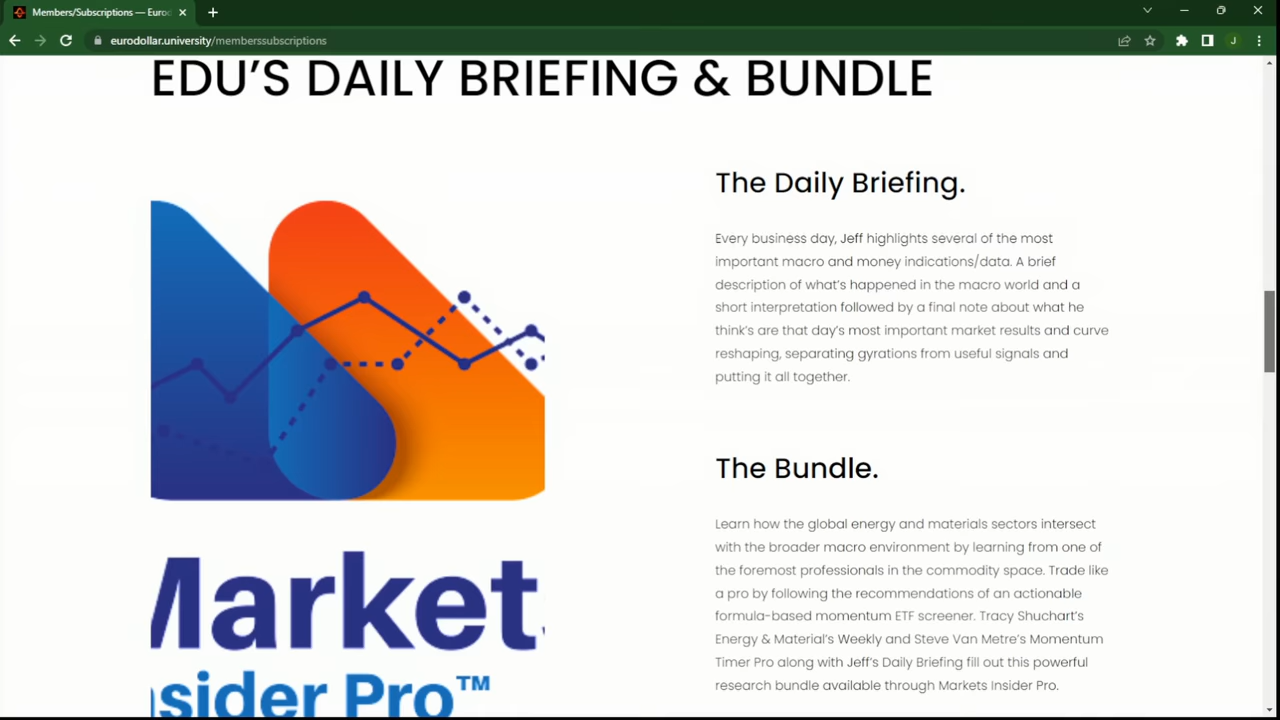 Members/Subscriptions — Euro
eurodollar.university/memberssubscriptions
J
EDU'S DAILY BRIEFING & BUNDLE
The Daily Briefing.
Every business day, Jeff highlights several of the most
important macro and money indications/data. A brief
description of what's happened in the macro world and a
short interpretation followed by a final note about what he
think's are that day's most important market results and curve
reshaping, separating gyrations from useful signals and
putting it all together.
The Bundle.
Learn how the global energy and materials sectors intersect
with the broader macro environment by learning from one of
the foremost professionals in the commodity space. Trade like
a pro by following the recommendations of an actionable
formula-based momentum ETF screener. Tracy Shuchart's
Energy & Material's Weekly and Steve Van Metre's Momentum
Timer Pro along with Jeff's Daily Briefing fill out this powerful
research bundle available through Markets Insider Pro.
Market
nsider Pro™